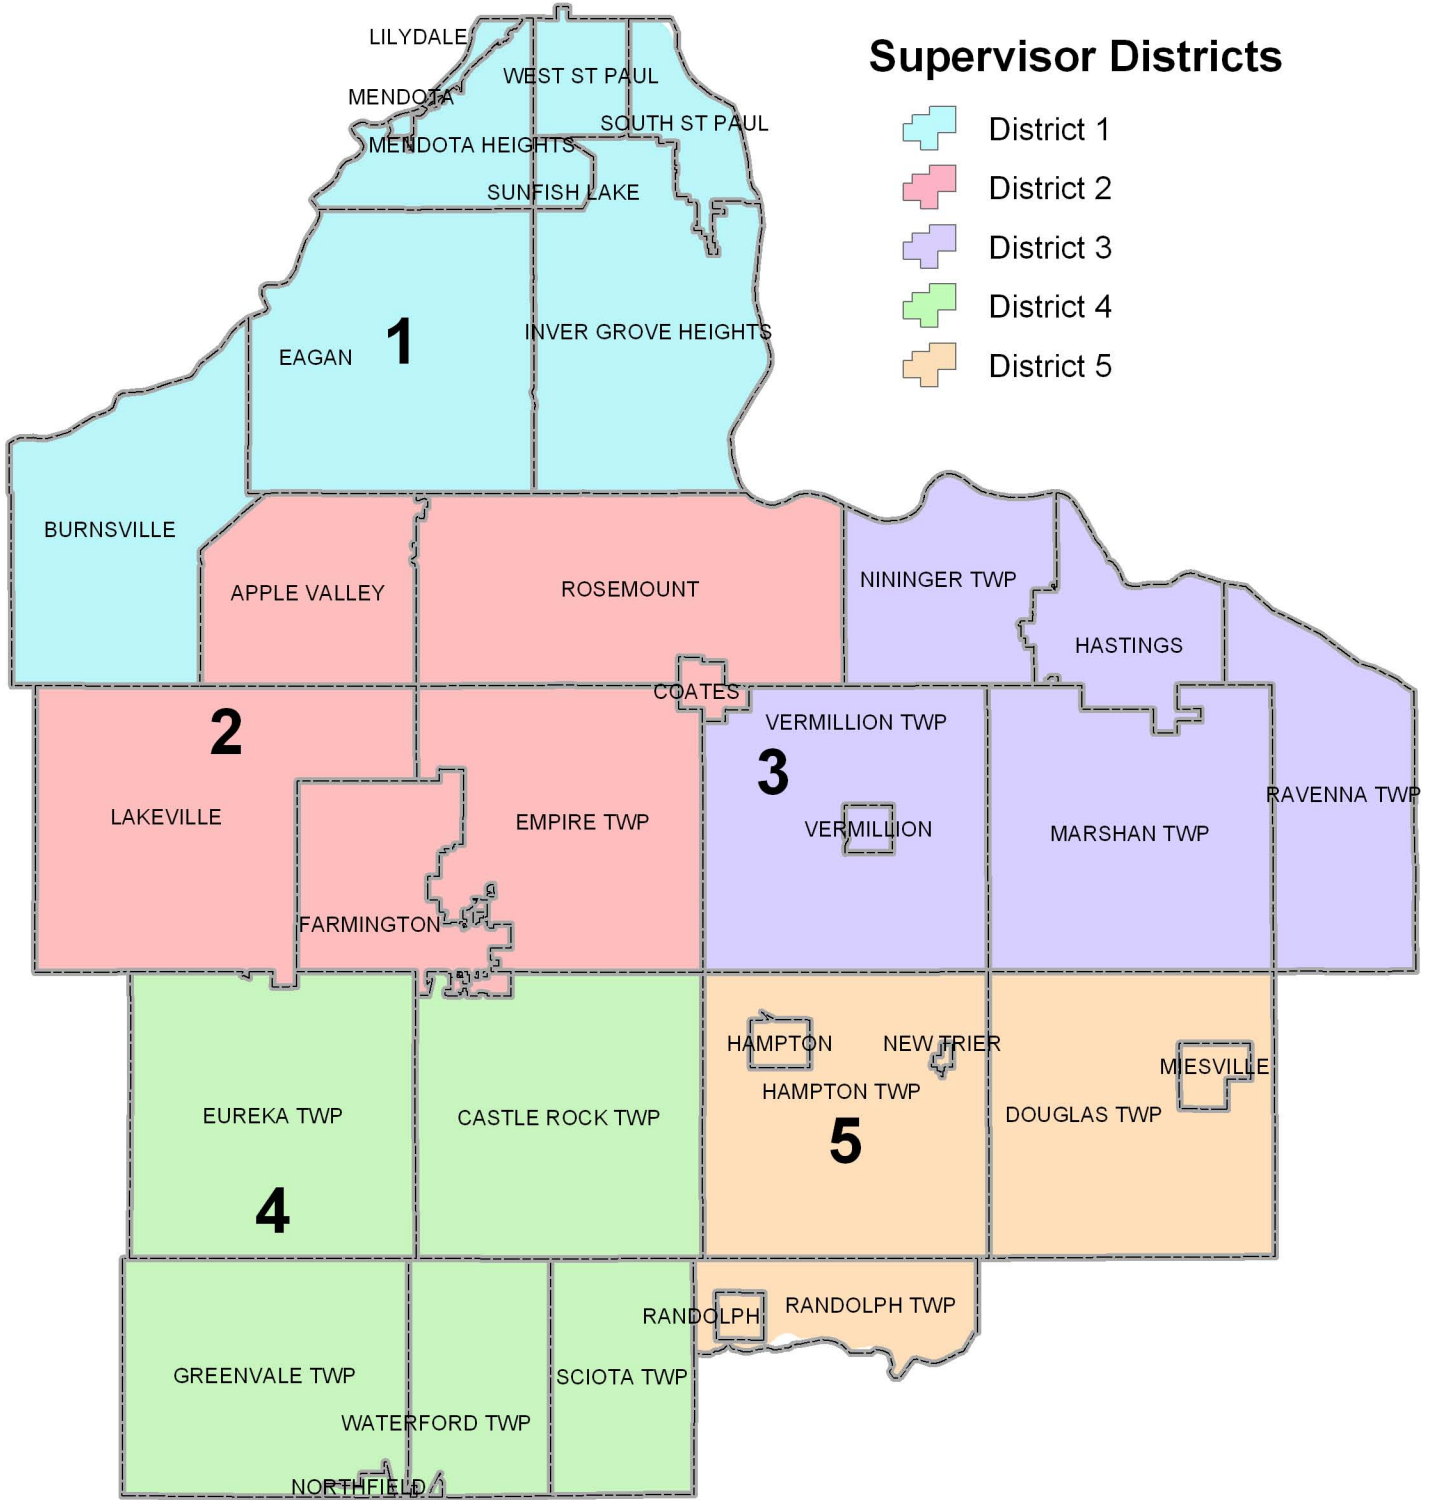 Supervisor Districts
District 1
District 2
District 3
District 4
District 5
LILYDALE
WEST ST PAUL
MENDOTA
SOUTH ST PAUL
MENDOTA HEIGHTS
SUNFISH LAKE
INVER GROVE HEIGHTS
EAGAN
1
BURNSVILLE
APPLE VALLEY
ROSEMOUNT
NININGER TWP
HASTINGS
COATES
2
VERMILLION TWP
3
LAKEVILLE
EMPIRE TWP
VERMILLION
MARSHAN TWP
RAVENNA TWP
FARMINGTON
HAMPTON
NEW TRIER
MIESVILLE
HAMPTON TWP
EUREKA TWP
CASTLE ROCK TWP
DOUGLAS TWP
5
4
RANDOLPH
RANDOLPH TWP
GREENVALE TWP
SCIOTA TWP
WATERFORD TWP
NORTHFIELD